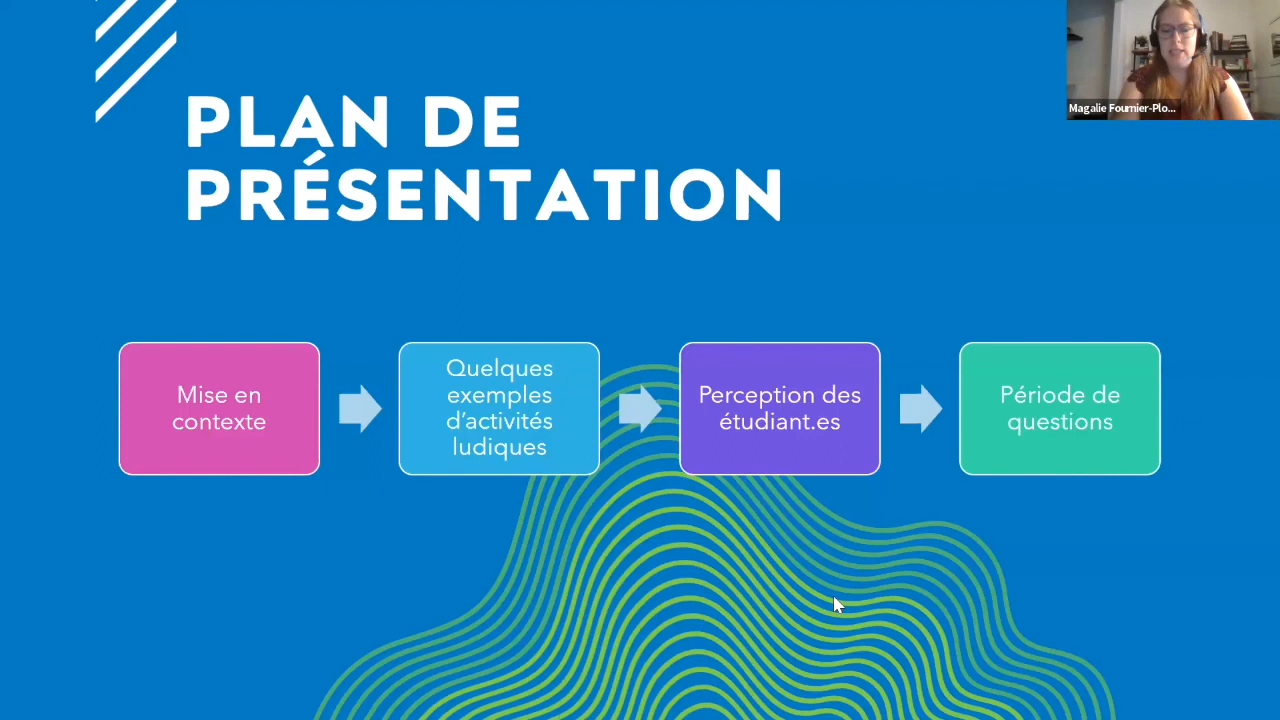 PLAN DE
PRÉSENTATION
Magalie Fournier-Plo...
Mise en
contexte
Quelques
exemples
d'activités
ludiques
Perception des
étudiant.es
Période de
questions